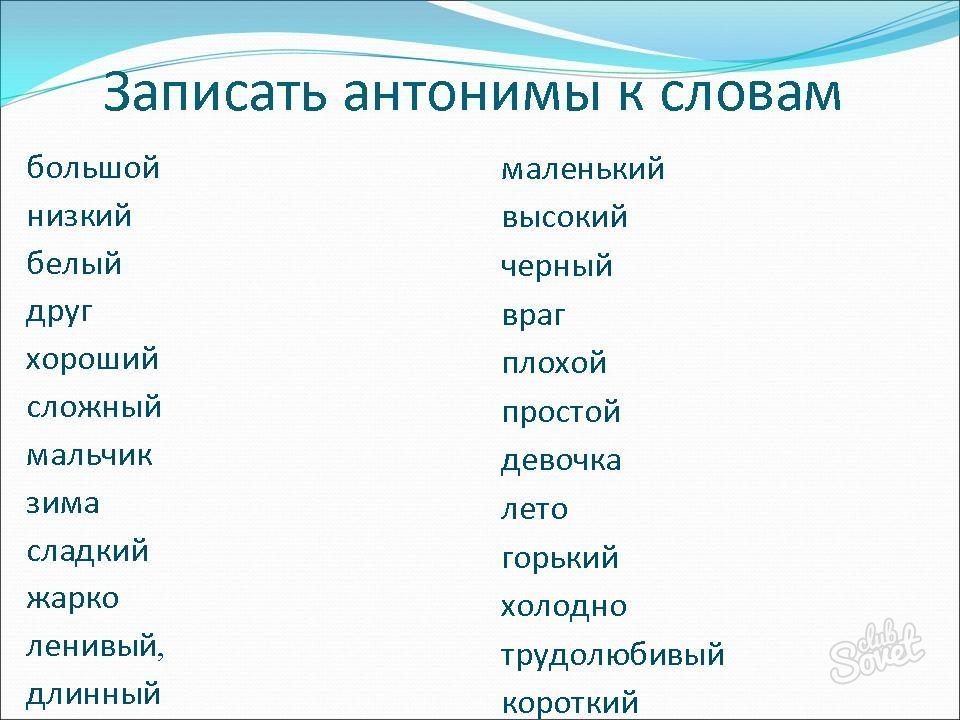 Записать антонимы к словам
большой
низкий
белый
друг
хороший
сложный
мальчик
зима
сладкий
жарко
ленивый,
длинный
маленький
высокий
черный
враг
плохой
простой
девочка
лето
горький
холодно
трудолюбивый
короткий
club
Sovet